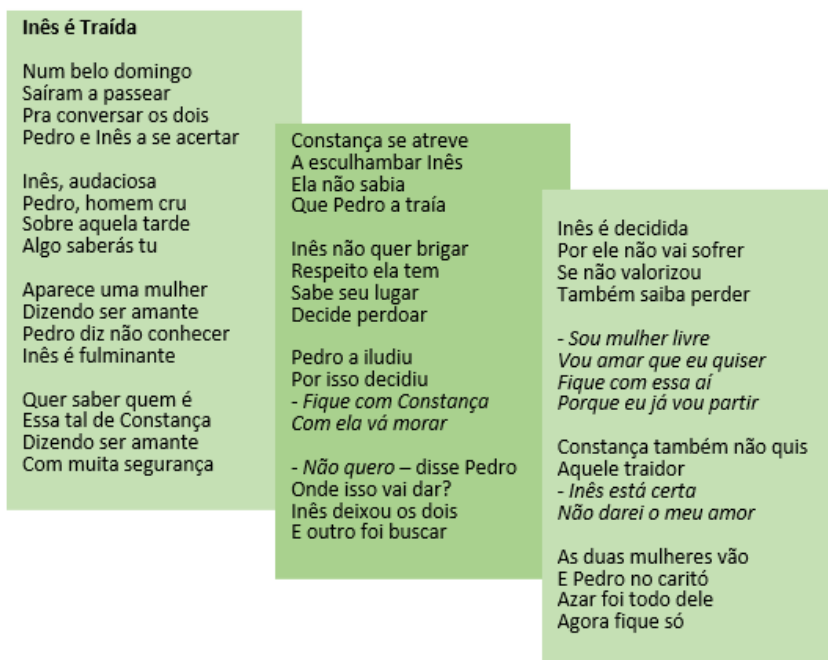 Inês é Traída
Num belo domingo
Saíram a passear
Pra conversar os dois
Pedro e Inês a se acertar
Inês, audaciosa
Pedro, homem cru
Sobre aquela tarde
Algo saberás tu
Aparece uma mulher
Dizendo ser amante
Pedro diz não conhecer
Inês é fulminante
Quer saber quem é
Essa tal de Constança
Dizendo ser amante
Com muita segurança
Constança se atreve
A esculhambar Inês
Ela não sabia
Que Pedro a traía
Inês não quer brigar
Respeito ela tem
Sabe seu lugar
Decide perdoar
Pedro a iludiu
Por isso decidiu
- Fique com Constança
Com ela vá morar
- Não quero – disse Pedro
Onde isso vai dar?
Inês deixou os dois
E outro foi buscar
Inês é decidida
Por ele não vai sofrer
Se não valorizou
Também saiba perder
- Sou mulher livre
Vou amar que eu quiser
Fique com essa aí
Porque eu já vou partir
Constança também não quis
Aquele traidor
- Inês está certa
Não darei o meu amor
As duas mulheres vão
E Pedro no caritó
Azar foi todo dele
Agora fique só